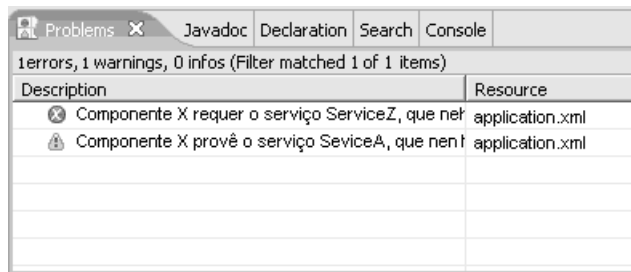 Problems Javadoc Declaration Search Console
1errors, 1 warnings, 0 infos (Filter matched 1 of 1 items)
Description Resource
Componente X requer o serviço ServiceZ, que neh application.xml
Componente X provê o serviço SeviceA, que nenh application.xml